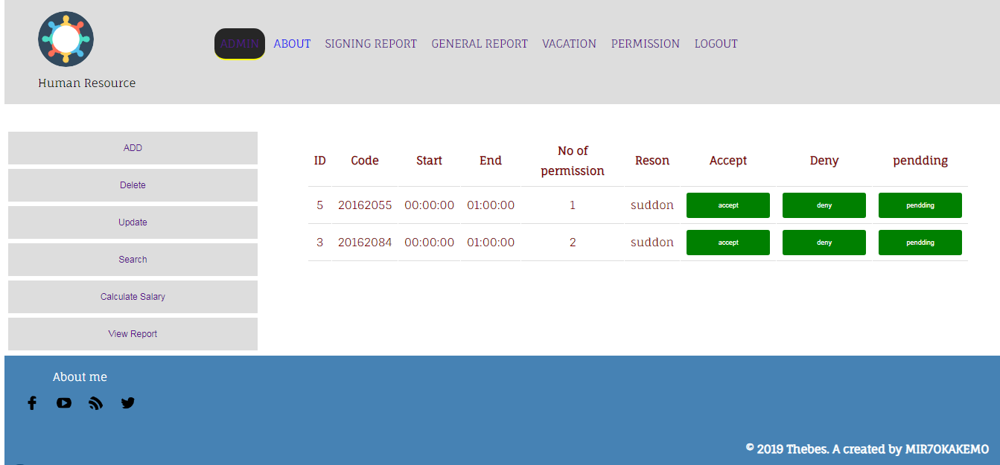 ADMIN ABOUT SIGNING REPORT GENERAL REPORT VACATION PERMISSION LOGOUT
Human Resource
ADD
Delete
Update
Search
Calculate Salary
View Report
ID Code Start End No of permission Reson Accept Deny pendding
5 20162055 00:00:00 01:00:00 1 suddon accept deny pendding
3 20162084 00:00:00 01:00:00 2 suddon accept deny pendding
About me
© 2019 Thebes. A created by MIR7OKAKEMO